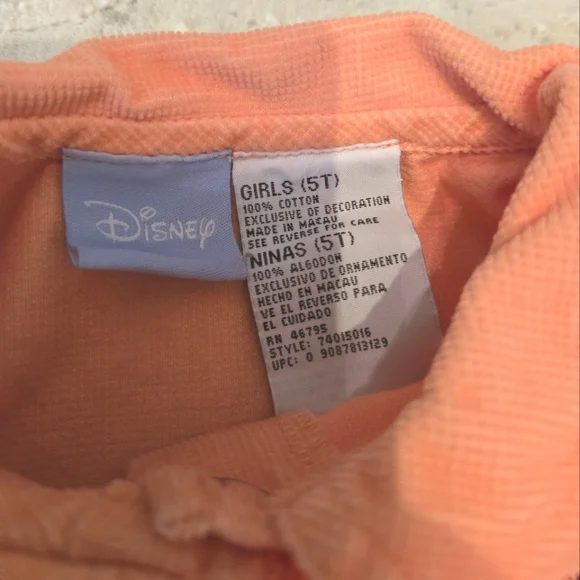 Disney
GIRLS (5T)
100% COTTON
EXCLUSIVE OF DECORATION
MADE IN MACAU
SEE REVERSE FOR CARE
NINAS (5T)
100% ALGODON
EXCLUSIVO DE ORNAMENTO
HECHO EN MACAU
VE EL REVERSO PARA
EL CUIDADO
RN 46795
STYLE: 74015016
UPC: 0 9087813129